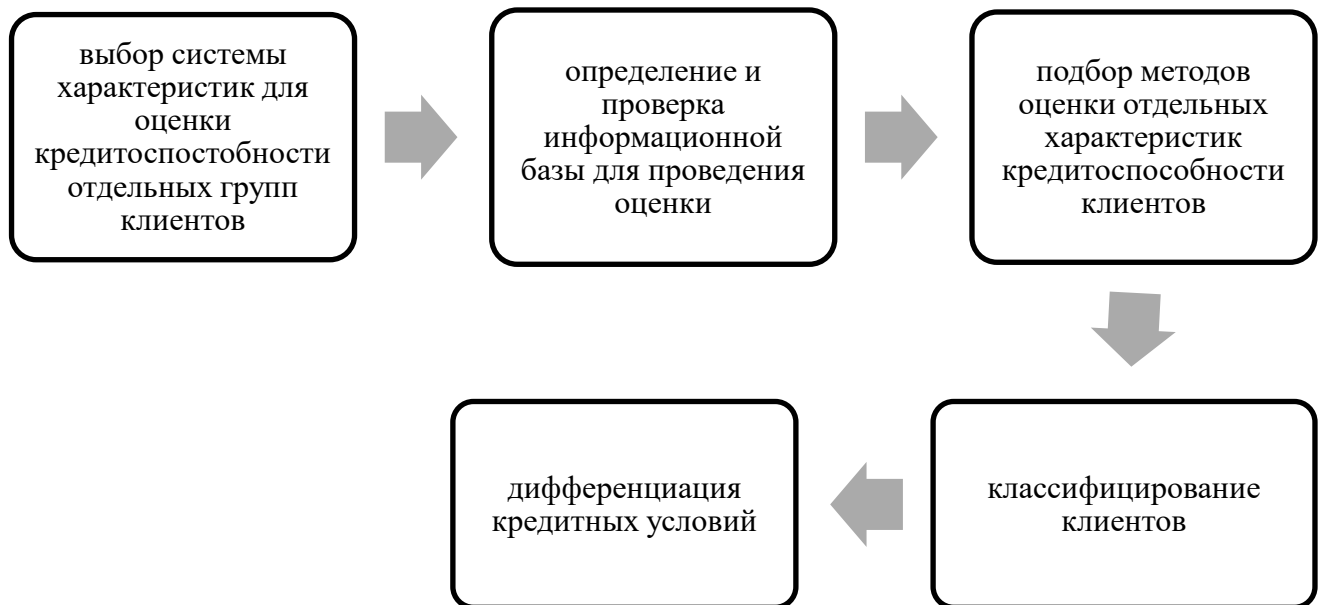 выбор системы
характеристик для
оценки
кредитоспостобности
отдельных групп
клиентов
определение и
проверка
информационной
базы для проведения
оценки
подбор методов
оценки отдельных
характеристик
кредитоспособности
клиентов
дифференциация
кредитных условий
классифицирование
клиентов